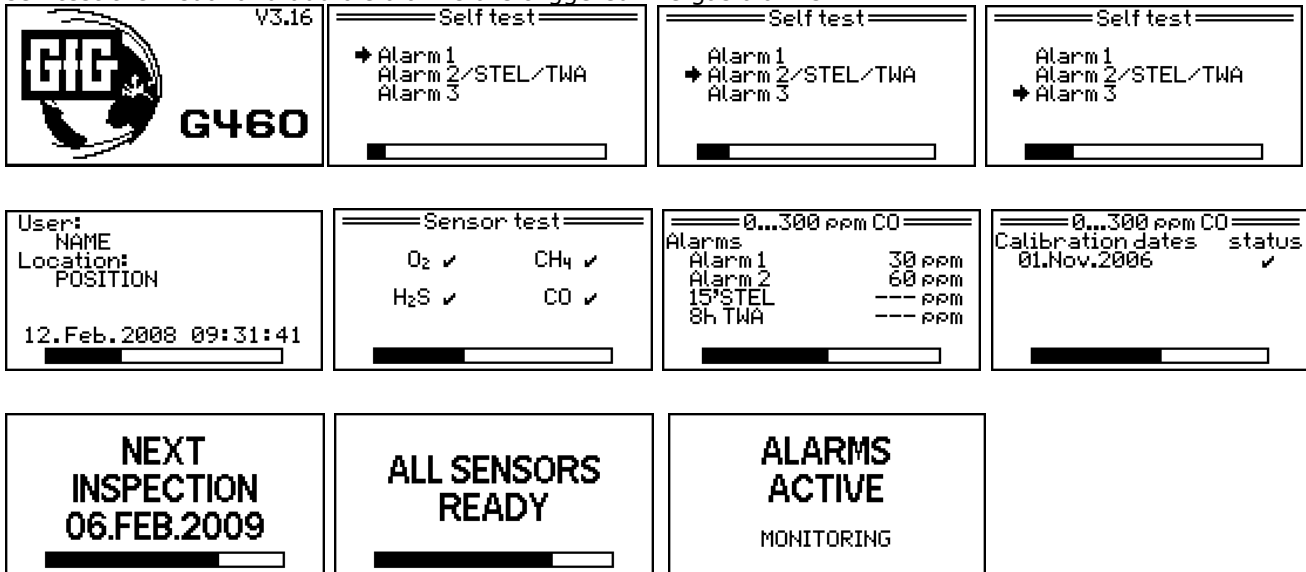 V3.16
GfG
G460
Self test
Alarm 1
Alarm 2/STEL/TWA
Alarm 3
Self test
Alarm 1
Alarm 2/STEL/TWA
Alarm 3
Self test
Alarm 1
Alarm 2/STEL/TWA
Alarm 3
User:
NAME
Location:
POSITION
12.Feb.2008 09:31:41
Sensor test
O₂ ✔ CH₄ ✔
H₂S ✔ CO ✔
0...300 ppm CO
Alarms
Alarm 1 30 ppm
Alarm 2 60 ppm
15'STEL --- ppm
8h TWA --- ppm
0...300 ppm CO
Calibration dates status
01.Nov.2006 ✔
NEXT
INSPECTION
06.FEB.2009
ALL SENSORS
READY
ALARMS
ACTIVE
MONITORING